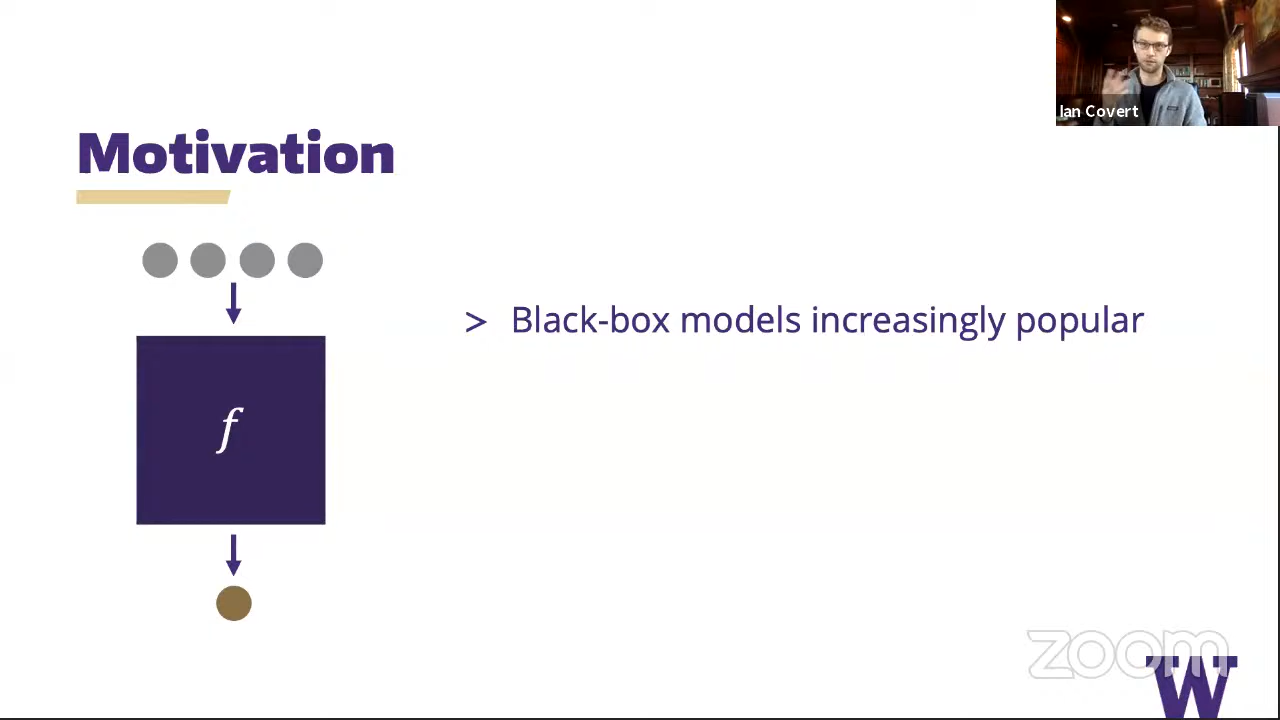 Ian Covert
Motivation
> Black-box models increasingly popular
f
zoom
W